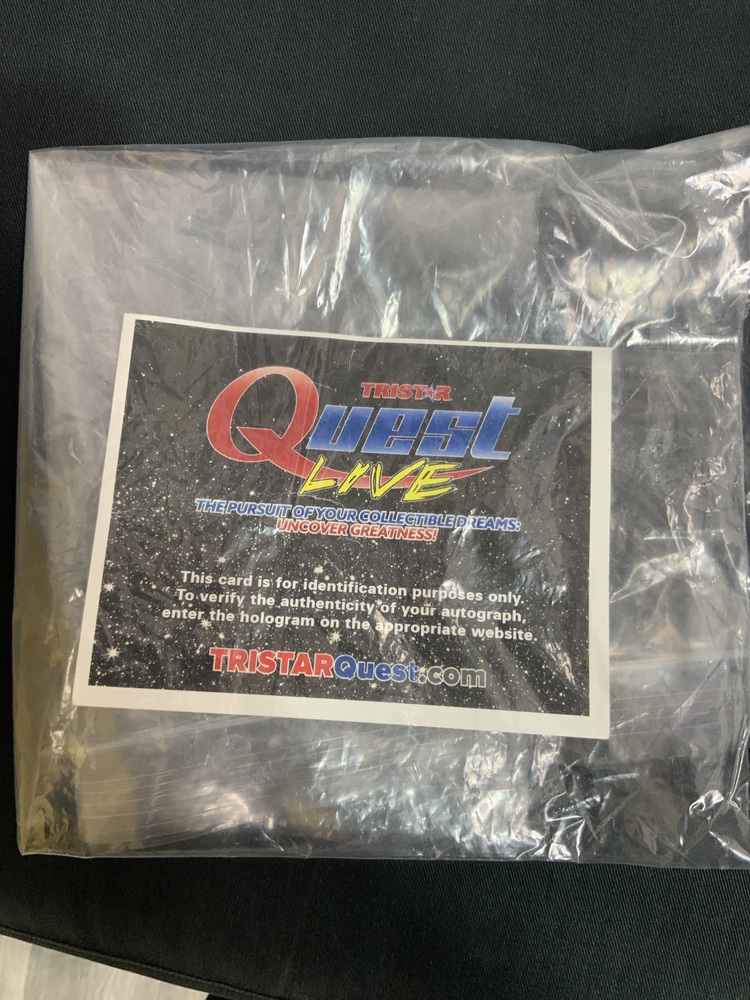 TRISTAR
Quest
LIVE
THE PURSUIT OF YOUR COLLECTIBLE DREAMS:
UNCOVER GREATNESS!
This card is for identification purposes only.
To verify the authenticity of your autograph,
enter the hologram on the appropriate website.
TRISTARQuest.com